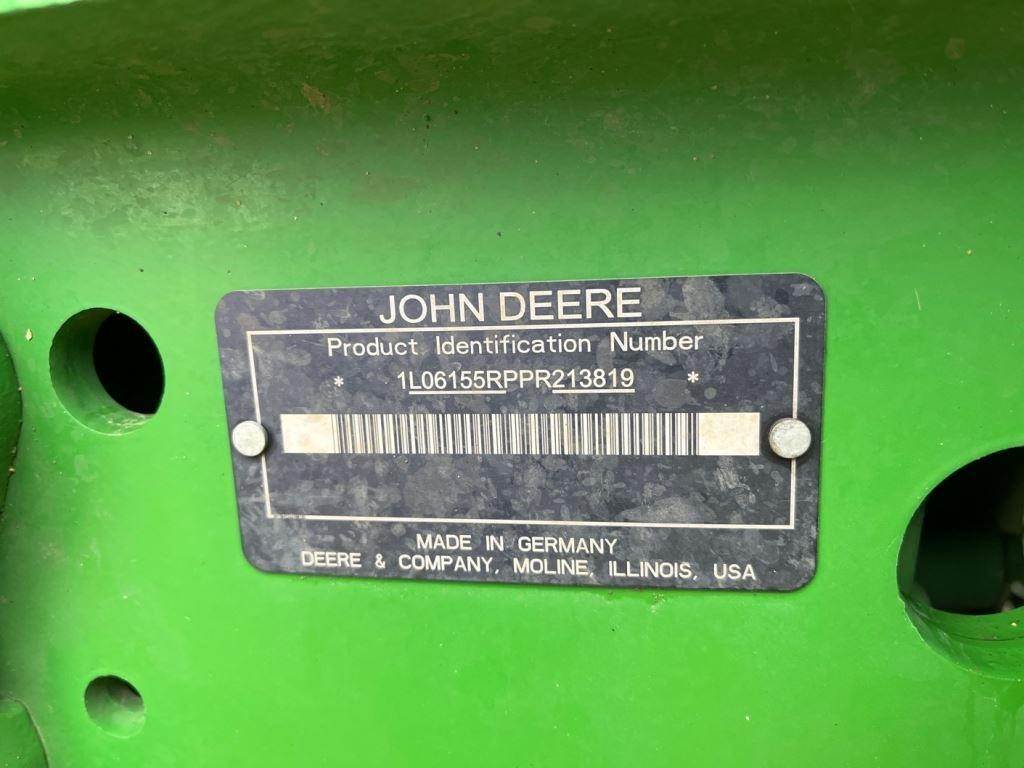 JOHN DEERE
Product Identification Number
* 1L06155RPPR213819 *
MADE IN GERMANY
DEERE & COMPANY, MOLINE, ILLINOIS, USA